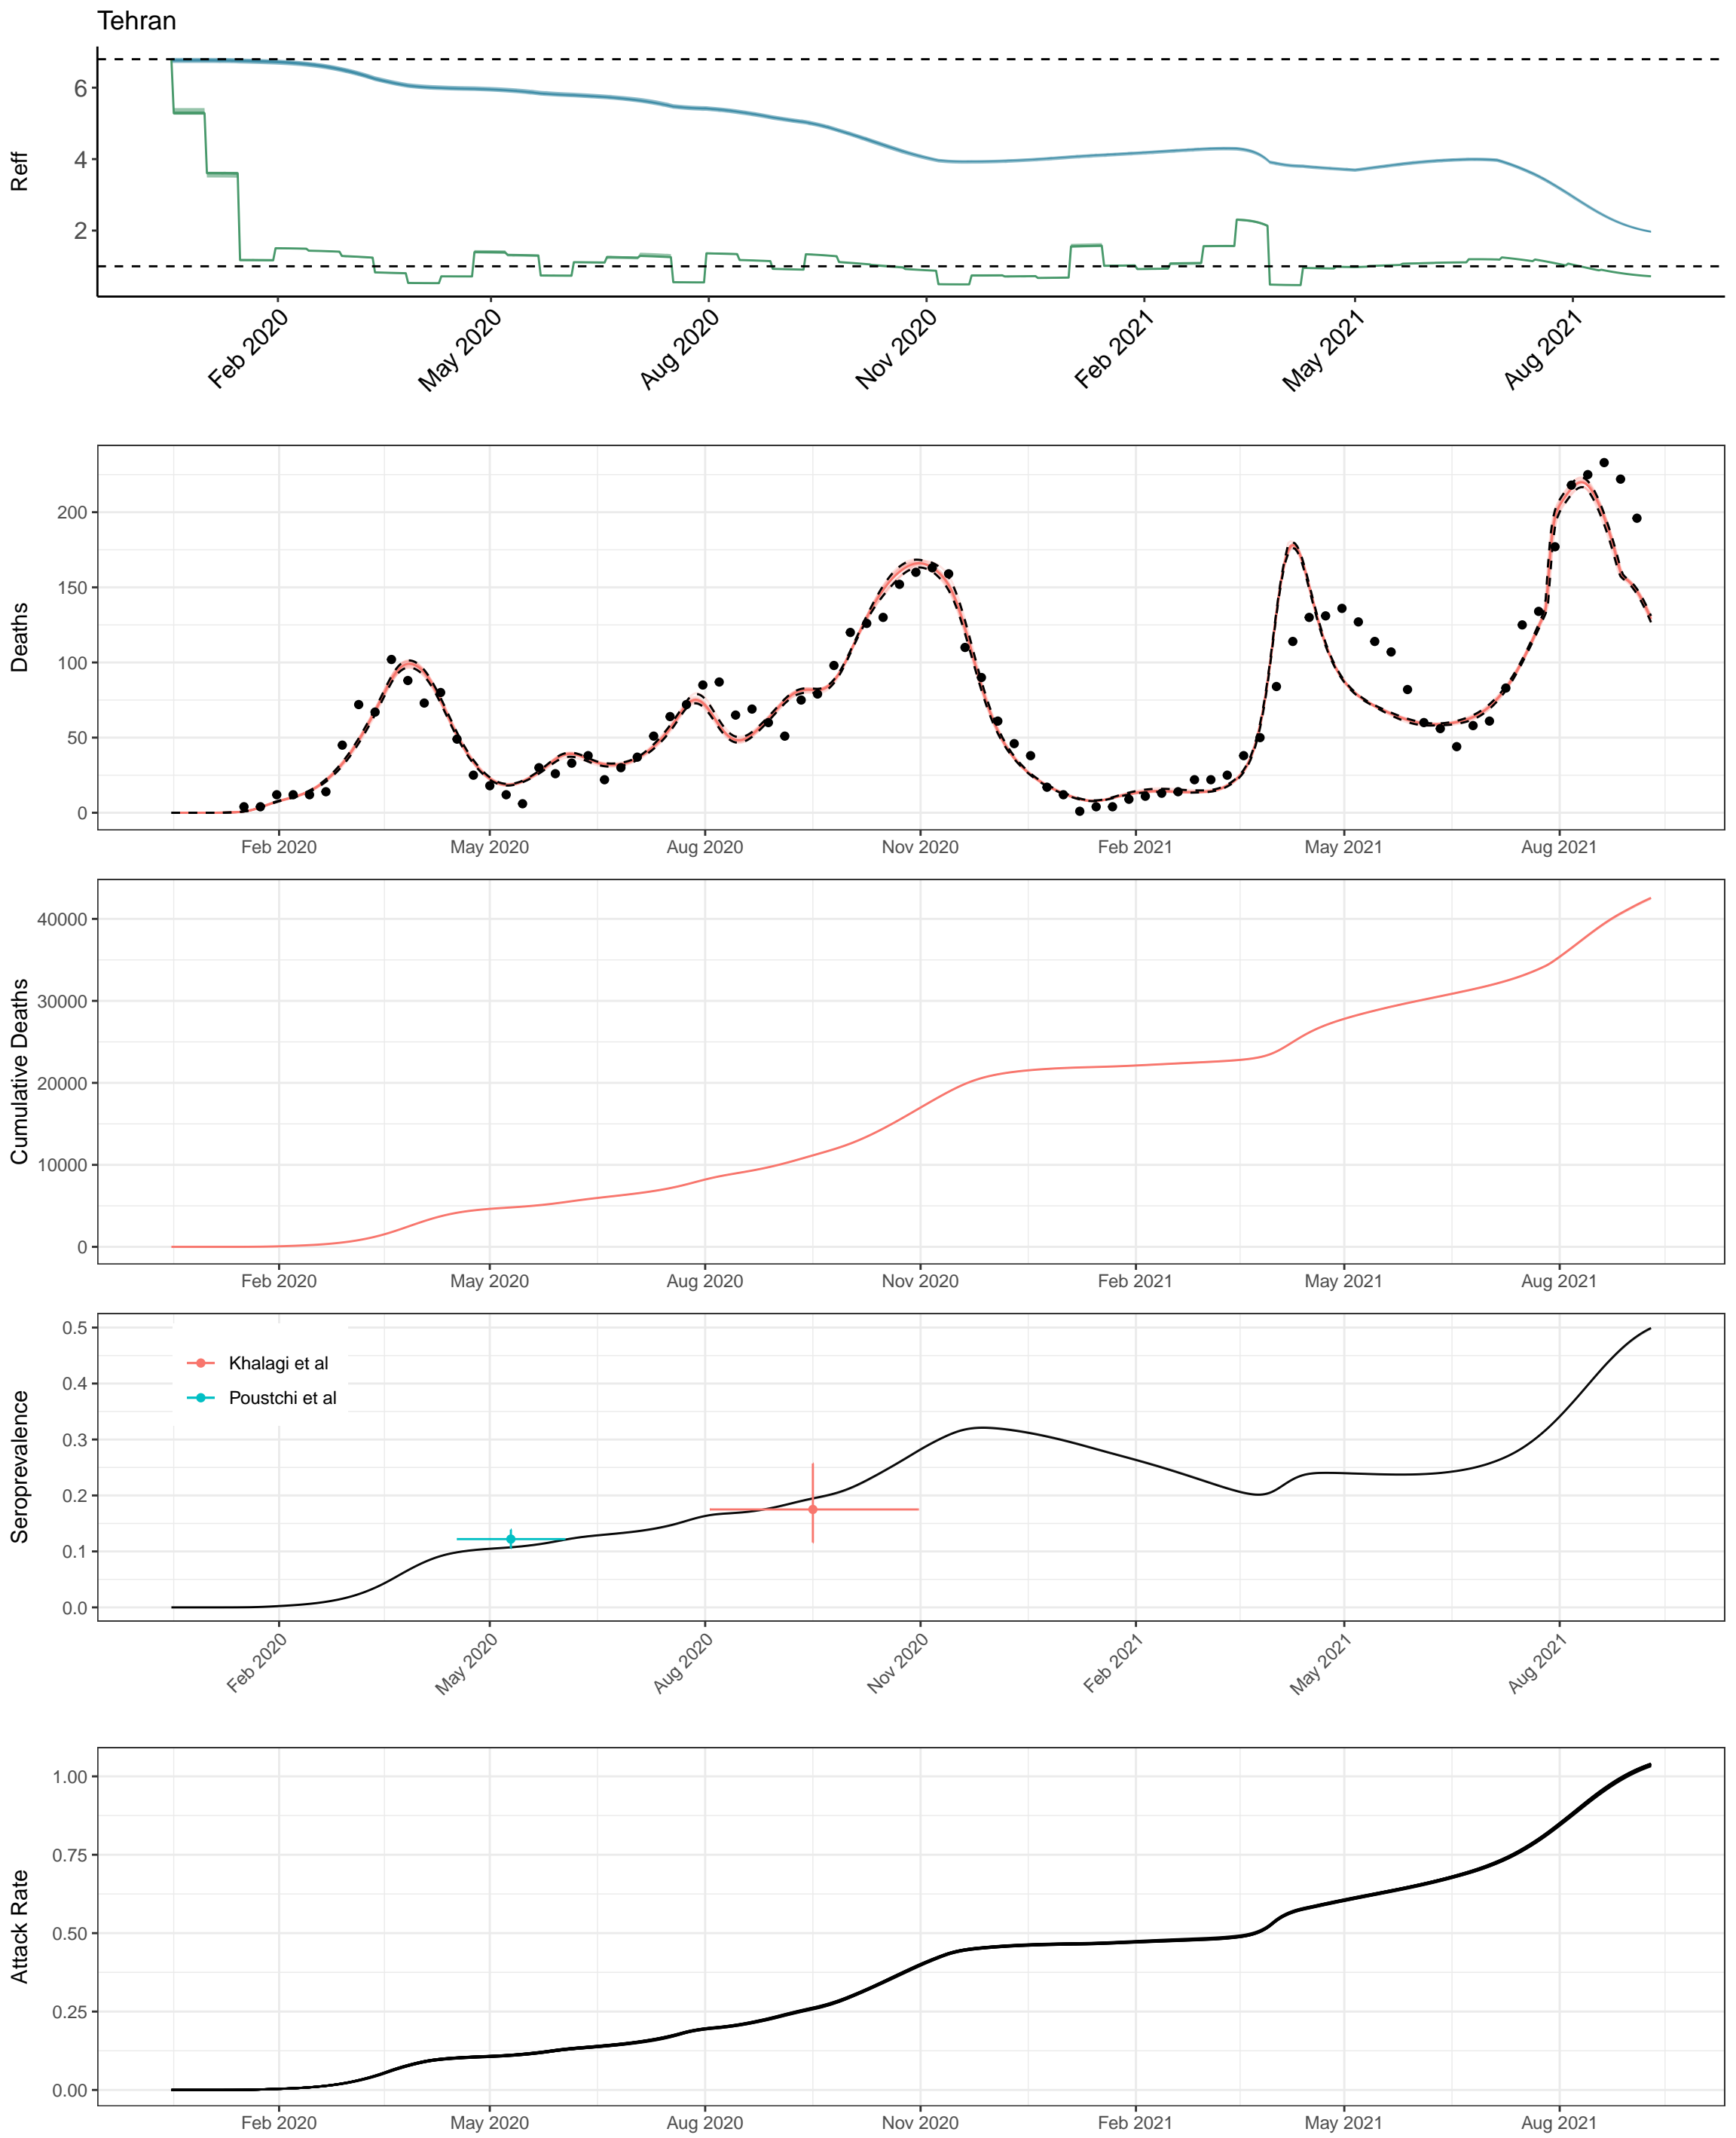 Tehran
Reff
6
4
2
Feb 2020
May 2020
Aug 2020
Nov 2020
Feb 2021
May 2021
Aug 2021
Deaths
200
150
100
50
0
Feb 2020
May 2020
Aug 2020
Nov 2020
Feb 2021
May 2021
Aug 2021
Cumulative Deaths
40000
30000
20000
10000
0
Feb 2020
May 2020
Aug 2020
Nov 2020
Feb 2021
May 2021
Aug 2021
Seroprevalence
0.5
0.4
0.3
0.2
0.1
0.0
Khalagi et al
Poustchi et al
Feb 2020
May 2020
Aug 2020
Nov 2020
Feb 2021
May 2021
Aug 2021
Attack Rate
1.00
0.75
0.50
0.25
0.00
Feb 2020
May 2020
Aug 2020
Nov 2020
Feb 2021
May 2021
Aug 2021